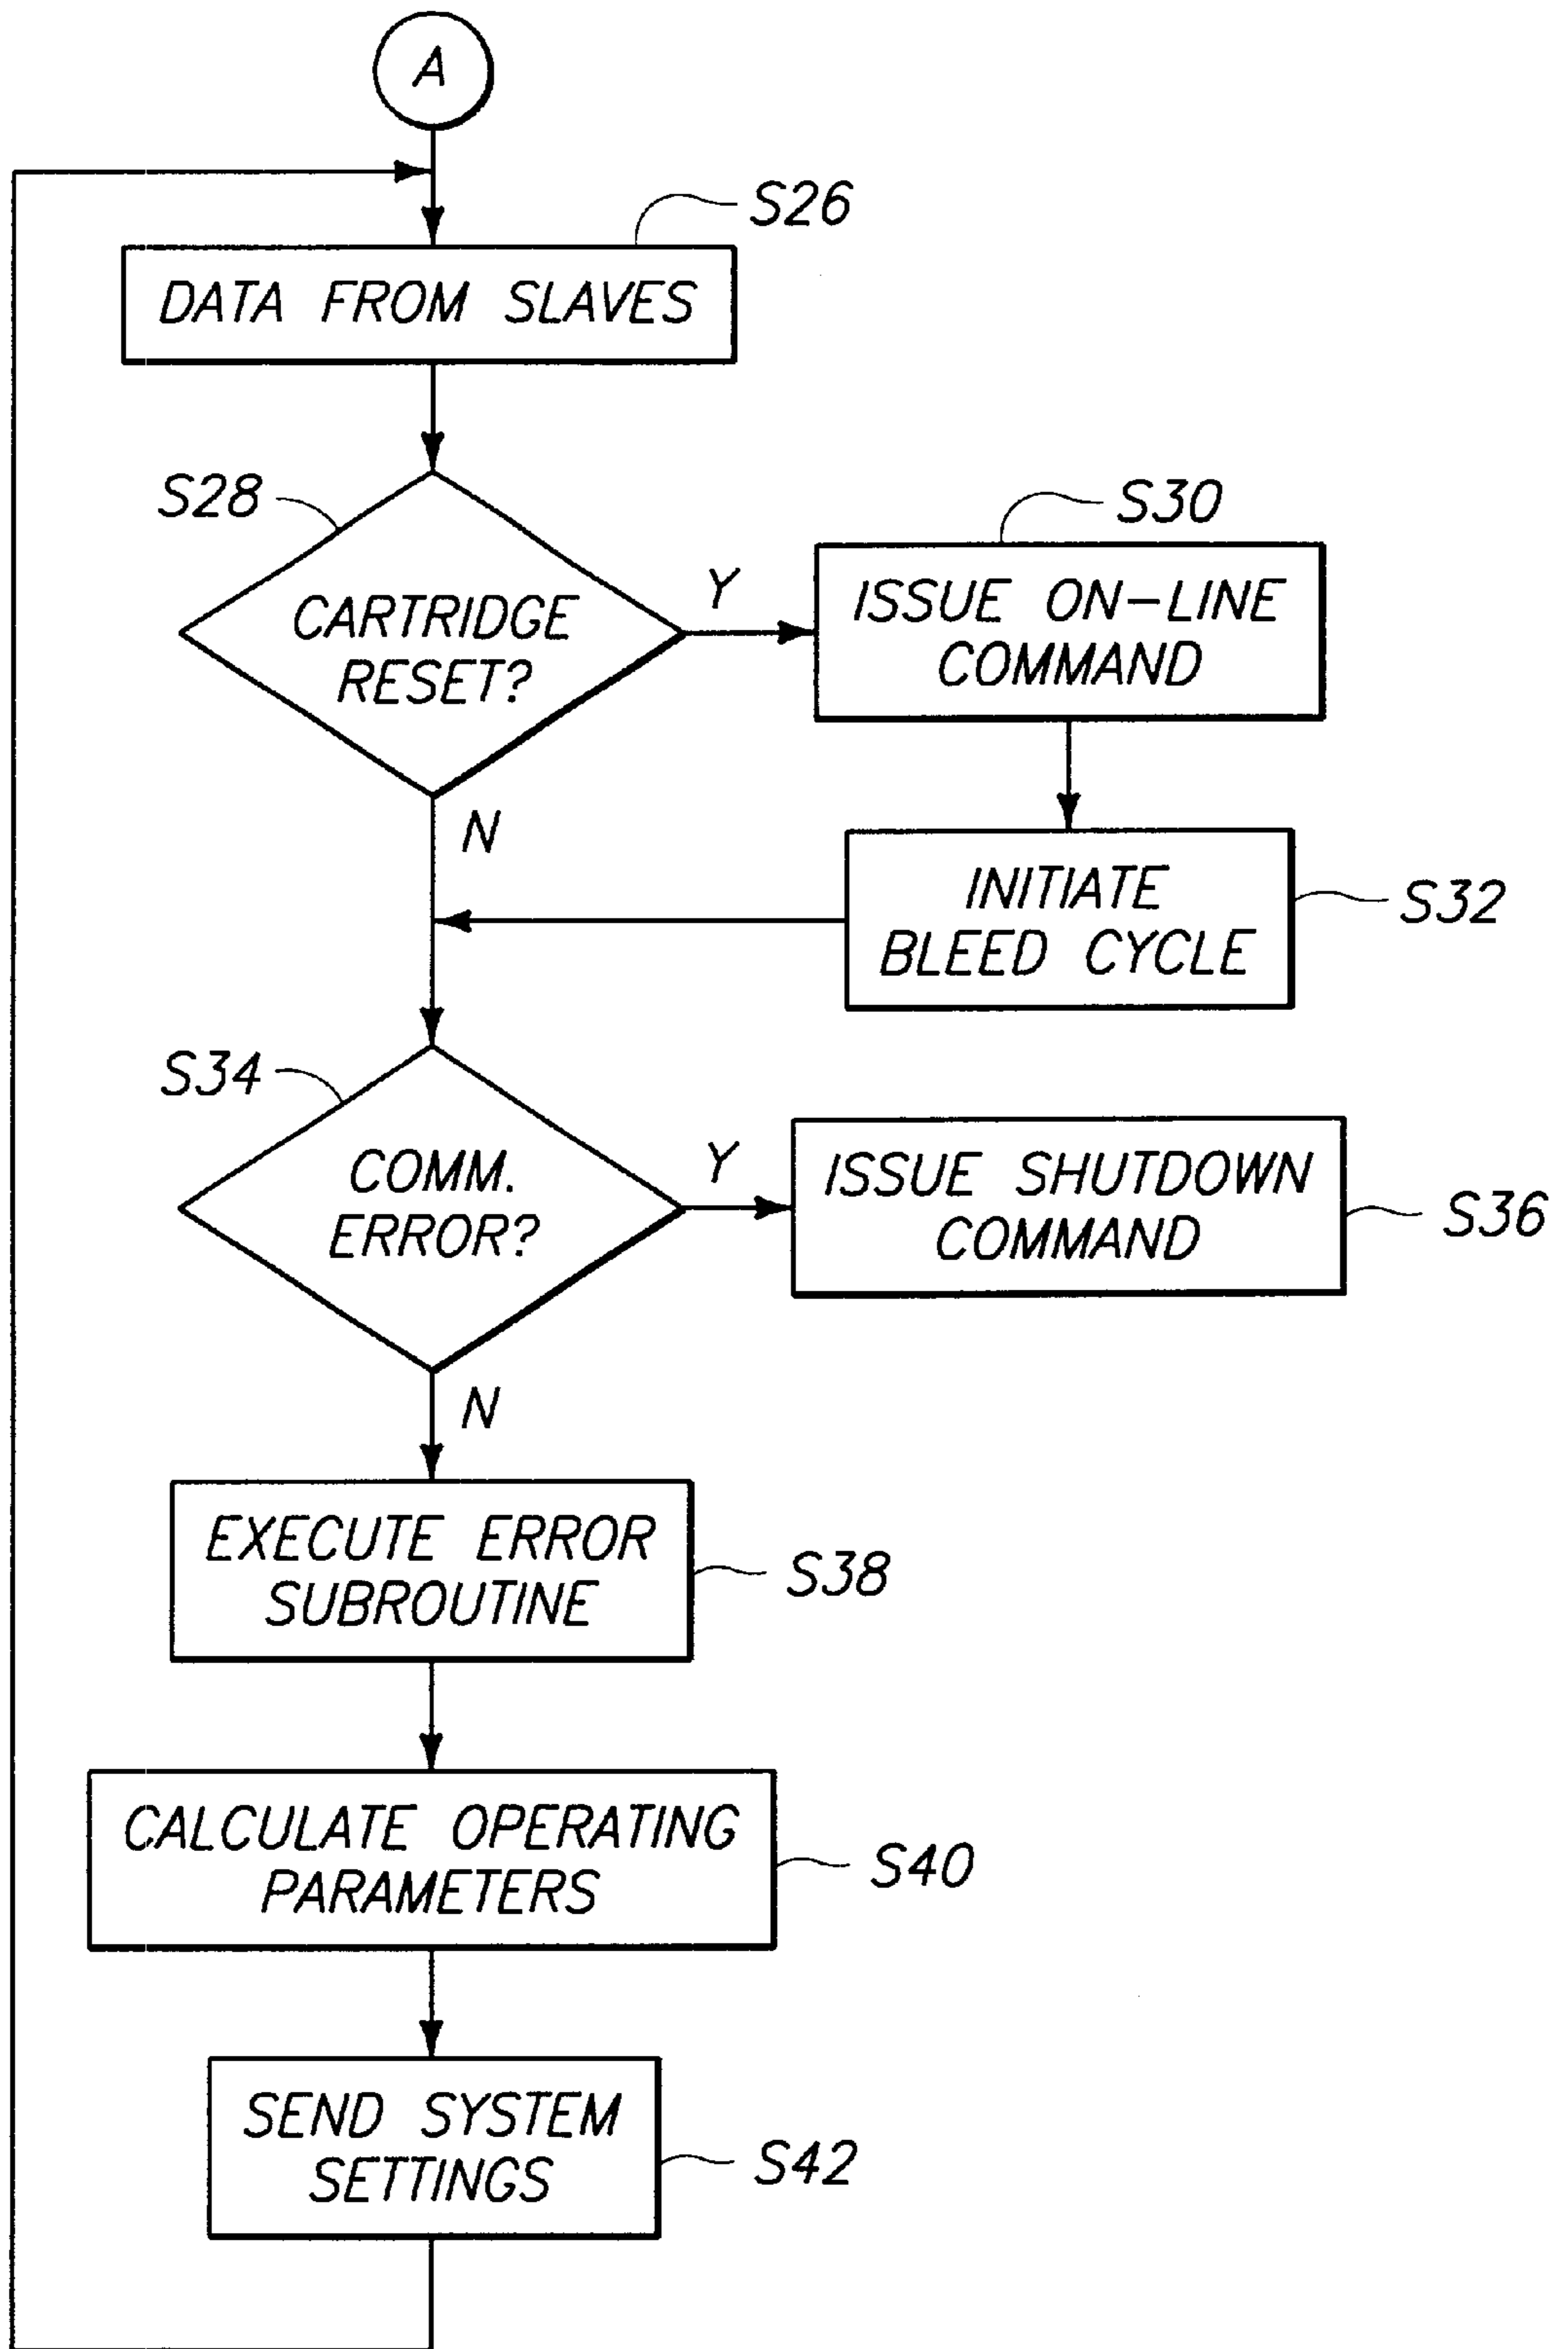 A
S26
DATA FROM SLAVES
S28
CARTRIDGE
RESET?
Y
S30
ISSUE ON-LINE
COMMAND
N
INITIATE
BLEED CYCLE
S32
S34
COMM.
ERROR?
Y
ISSUE SHUTDOWN
COMMAND
S36
N
EXECUTE ERROR
SUBROUTINE
S38
CALCULATE OPERATING
PARAMETERS
S40
SEND SYSTEM
SETTINGS
S42